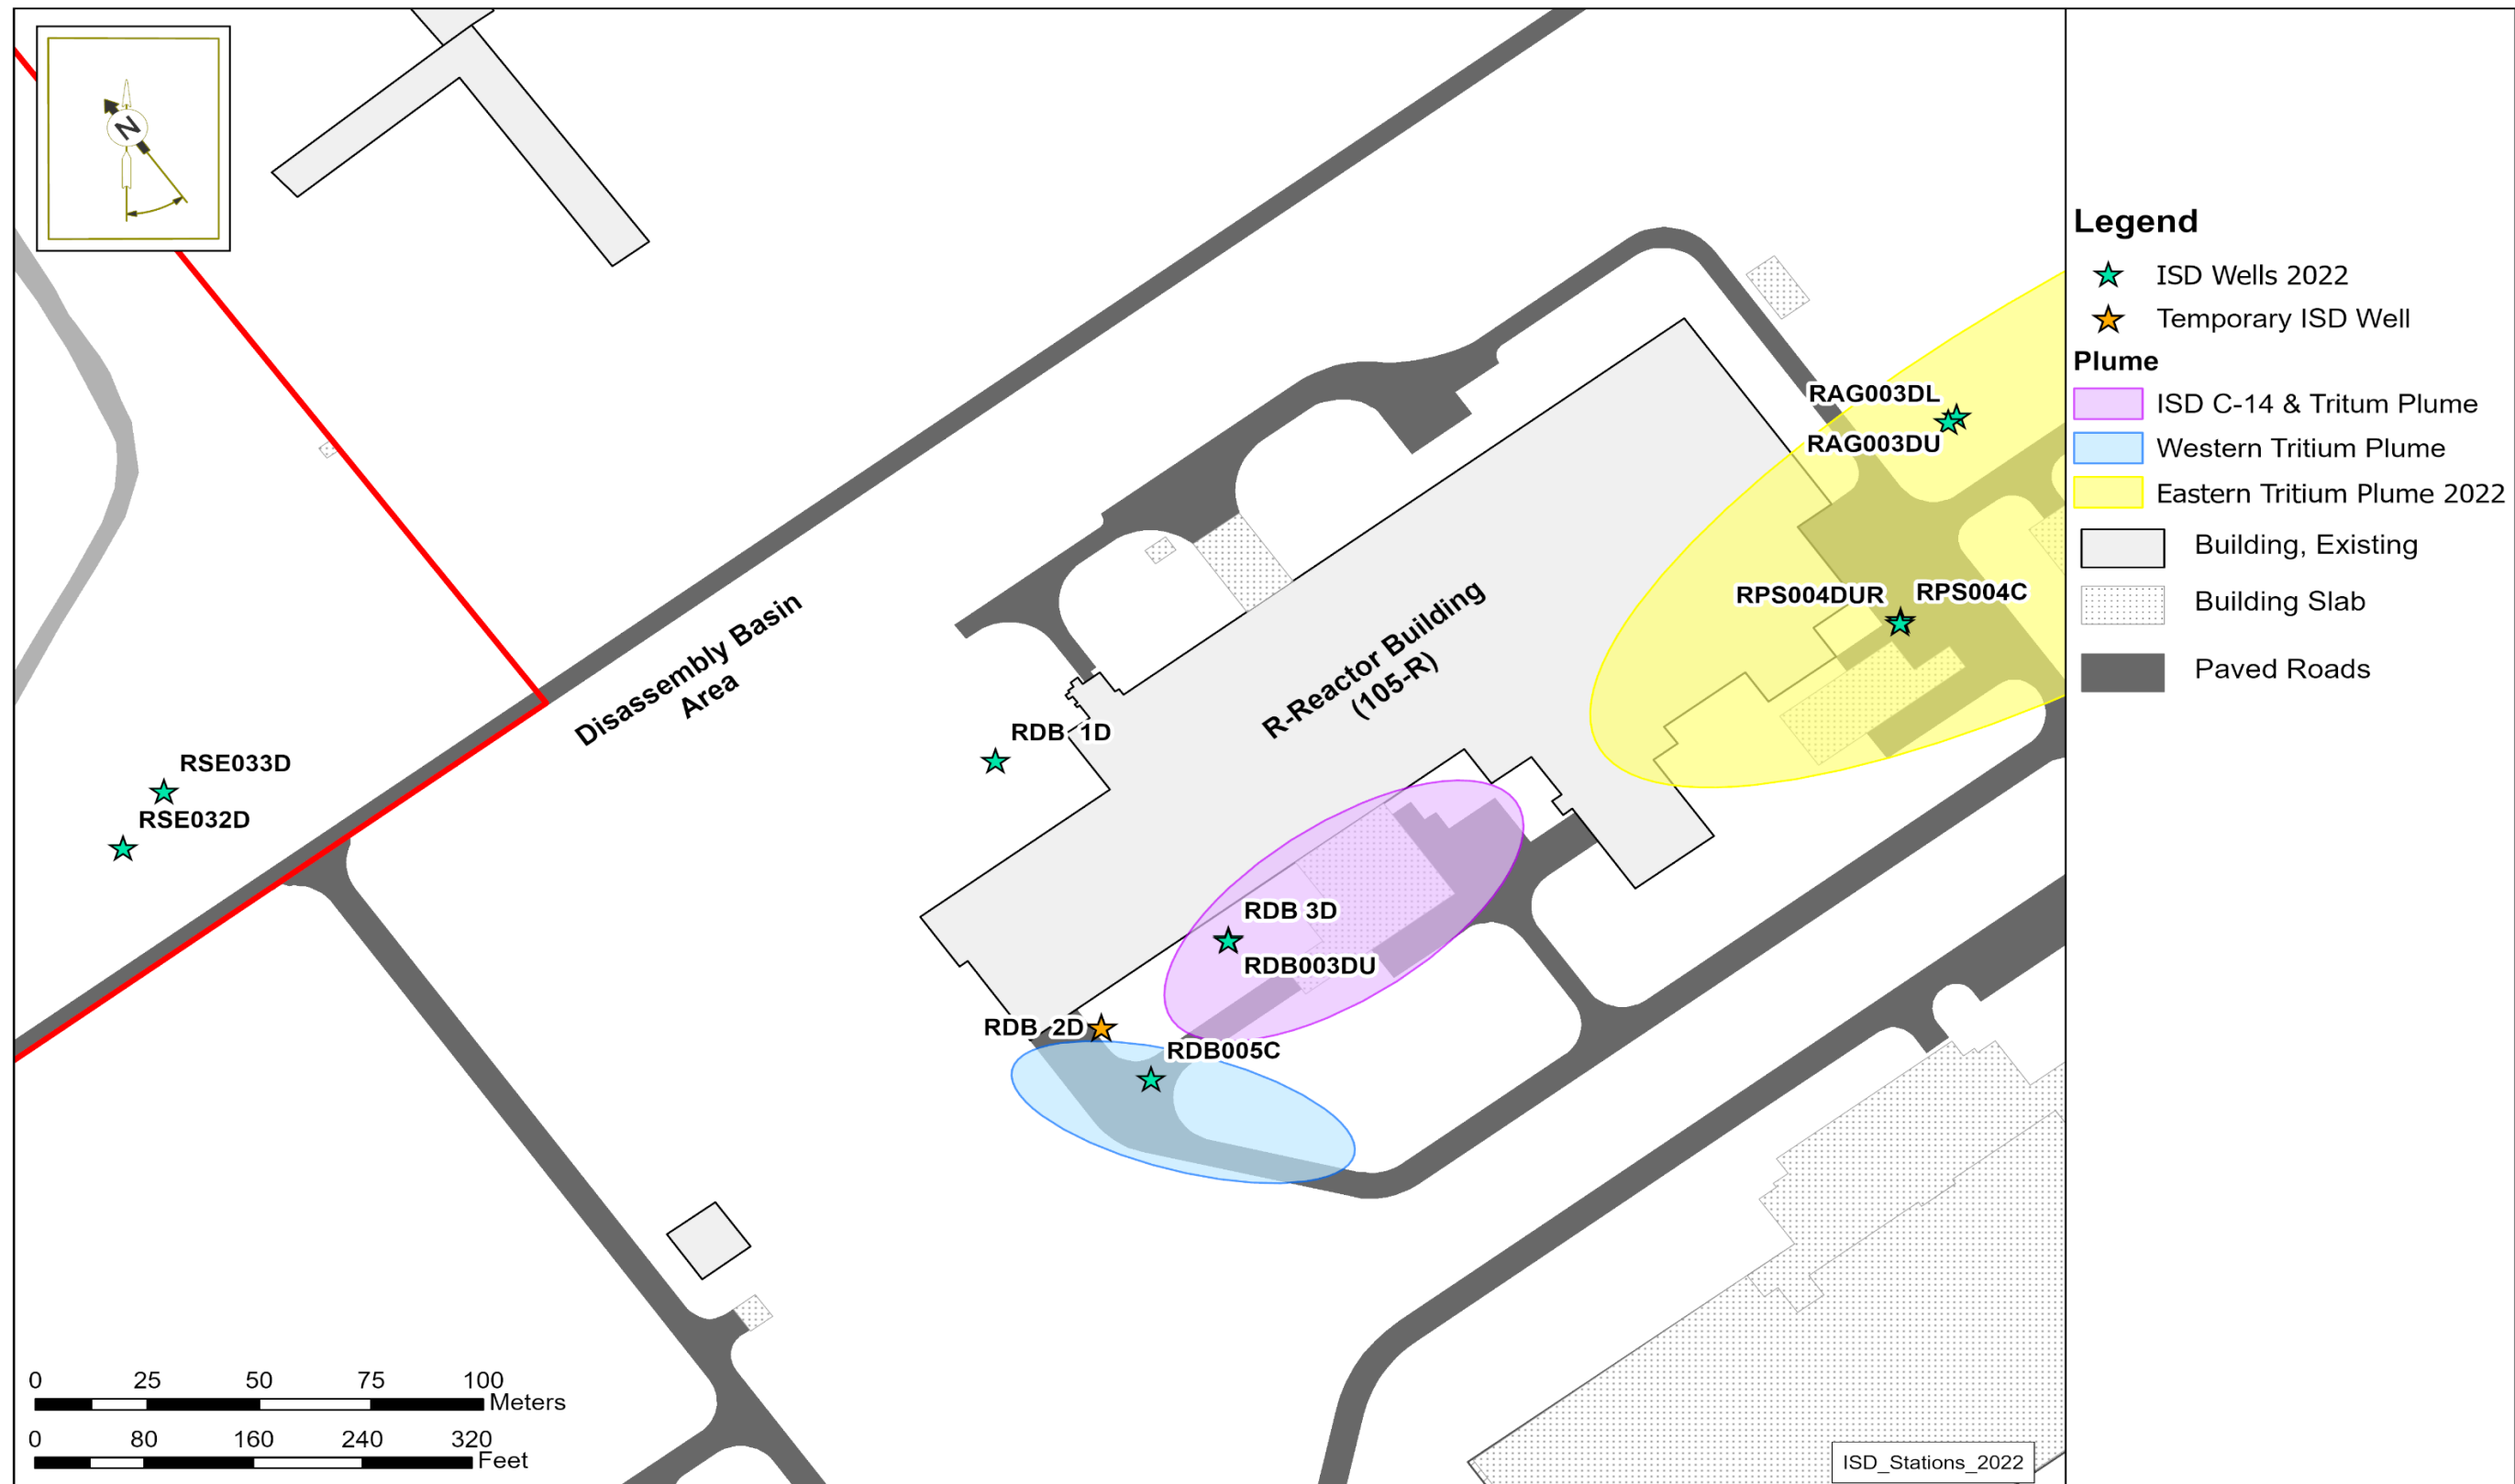 N
RAG003DL
RAG003DU
RPS004DUR
RPS004C
R-Reactor Building
(105-R)
Disassembly Basin
Area
RDB 1D
RSE033D
RSE032D
RDB 3D
RDB003DU
RDB 2D
RDB005C
0 25 50 75 100
Meters
0 80 160 240 320
Feet
ISD_Stations_2022
Legend
ISD Wells 2022
Temporary ISD Well
Plume
ISD C-14 & Tritum Plume
Western Tritium Plume
Eastern Tritium Plume 2022
Building, Existing
Building Slab
Paved Roads